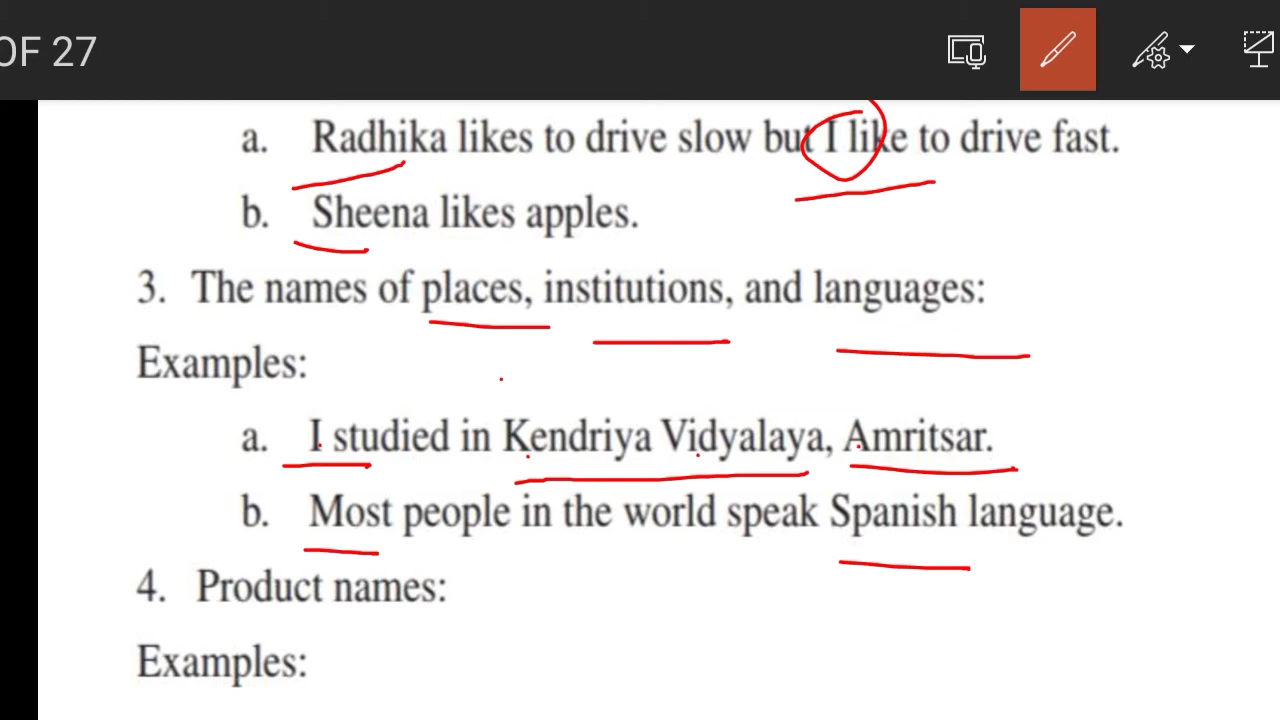 OF 27
a. Radhika likes to drive slow but I like to drive fast.
b. Sheena likes apples.
3. The names of places, institutions, and languages:
Examples:
a. I studied in Kendriya Vidyalaya, Amritsar.
b. Most people in the world speak Spanish language.
4. Product names:
Examples: